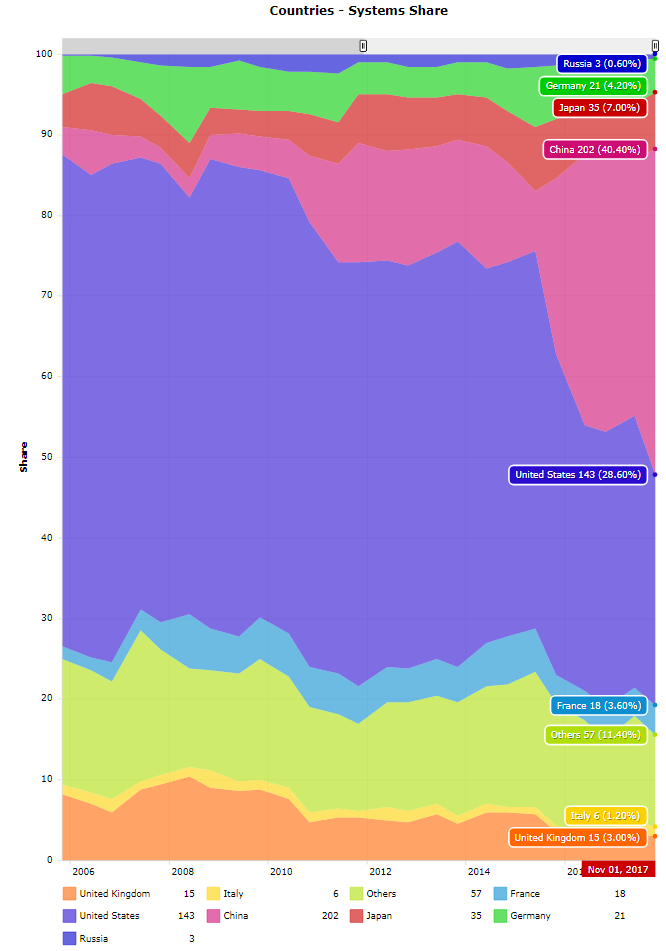 Countries - Systems Share
100
Russia 3 (0.60%)
Germany 21 (4.20%)
Japan 35 (7.00%)
90
China 202 (40.40%)
80
70
60
50
Share
United States 143 (28.60%)
40
30
20
France 18 (3.60%)
Others 57 (11.40%)
10
Italy 6 (1.20%)
United Kingdom 15 (3.00%)
0
2006 2008 2010 2012 2014 Nov 01, 2017
United Kingdom 15 Italy 6 Others 57 France 18
United States 143 China 202 Japan 35 Germany 21
Russia 3